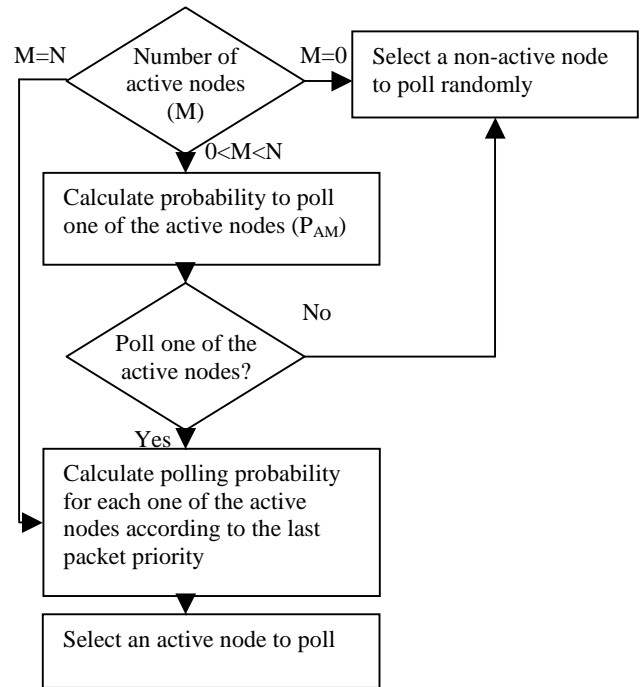 M=N
Number of
active nodes
(M)
M=0
Select a non-active node
to poll randomly
0<M<N
Calculate probability to poll
one of the active nodes (P_AM)
No
Poll one of the
active nodes?
Yes
Calculate polling probability
for each one of the active
nodes according to the last
packet priority
Select an active node to poll